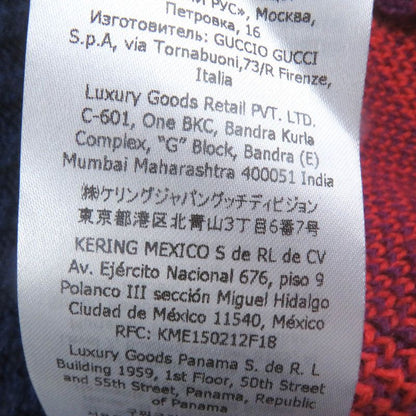 РУС», Москва,
Петровка, 16
Изготовитель: GUCCIO GUCCI
S.p.A, via Tornabuoni,73/R Firenze,
Italia
Luxury Goods Retail PVT. LTD.
C-601, One BKC, Bandra Kurla
Complex, "G" Block, Bandra (E)
Mumbai Maharashtra 400051 India
㈱ケリングジャパングッチディビジョン
東京都港区北青山3丁目6番7号
KERING MEXICO S de RL de CV
Av. Ejército Nacional 676, piso 9
Polanco III sección Miguel Hidalgo
Ciudad de México 11540, México
RFC: KME150212F18
Luxury Goods Panama S. de R. L
Building 1959, 1st Floor, 50th Street
and 55th Street, Panama, Republic
of Panama